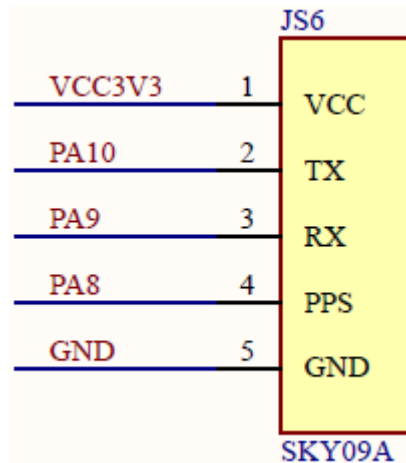 JS6
VCC3V3 1 VCC
PA10 2 TX
PA9 3 RX
PA8 4 PPS
GND 5 GND
SKY09A